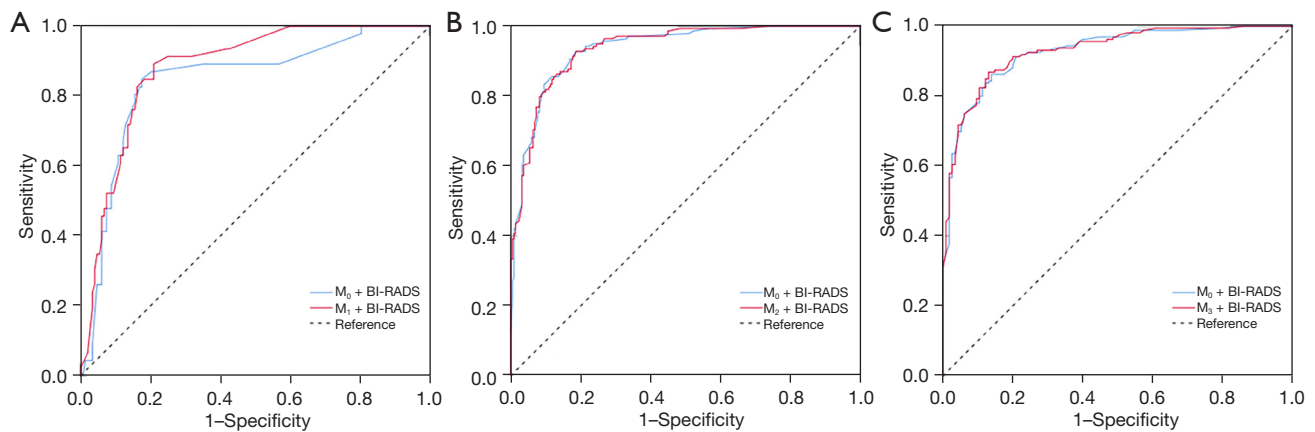 A
1.0
0.8
0.6
0.4
0.2
0.0
Sensitivity
0.0 0.2 0.4 0.6 0.8 1.0
1–Specificity
M₀ + BI-RADS
M₁ + BI-RADS
Reference
B
1.0
0.8
0.6
0.4
0.2
0.0
Sensitivity
0.0 0.2 0.4 0.6 0.8 1.0
1–Specificity
M₀ + BI-RADS
M₂ + BI-RADS
Reference
C
1.0
0.8
0.6
0.4
0.2
0.0
Sensitivity
0.0 0.2 0.4 0.6 0.8 1.0
1–Specificity
M₀ + BI-RADS
M₃ + BI-RADS
Reference